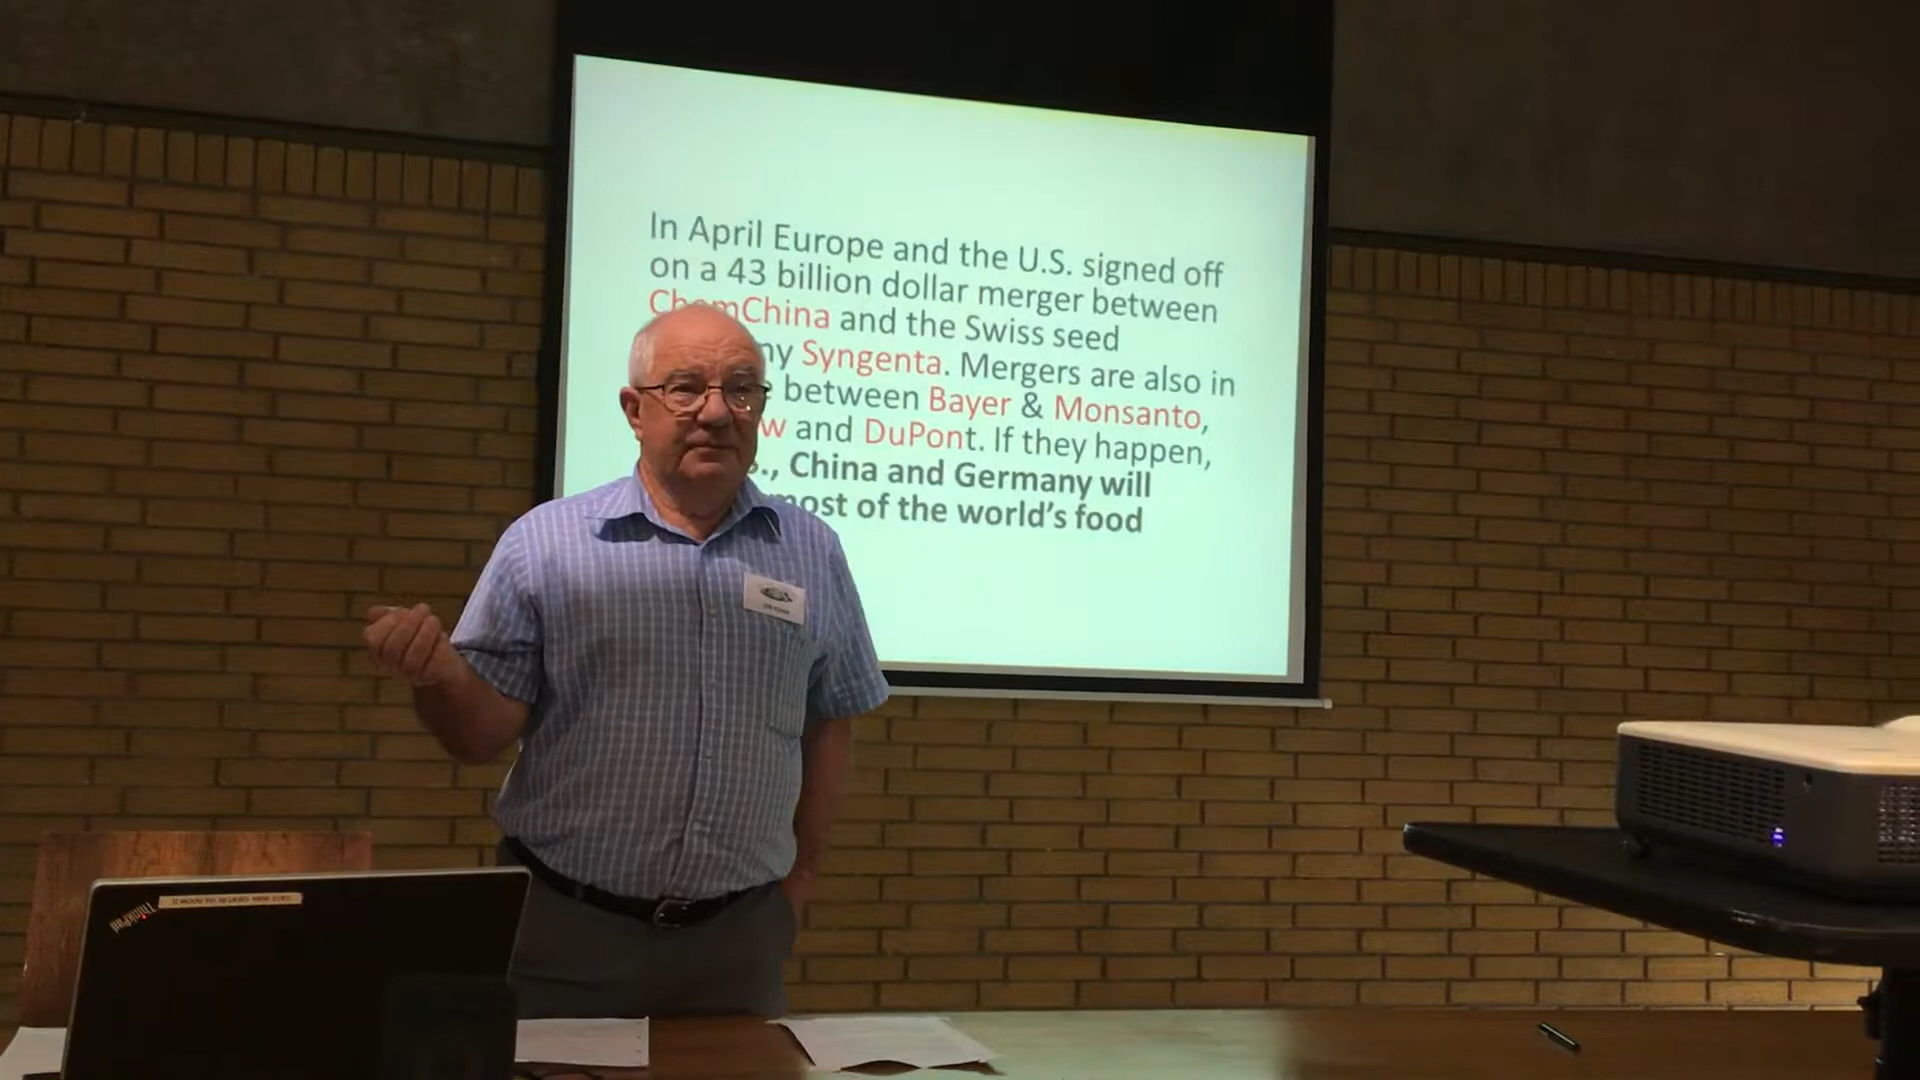 In April Europe and the U.S. signed off
on a 43 billion dollar merger between
ChemChina and the Swiss seed
Syngenta. Mergers are also in
between Bayer & Monsanto,
and DuPont. If they happen,
China and Germany will
most of the world's food
ThinkPad